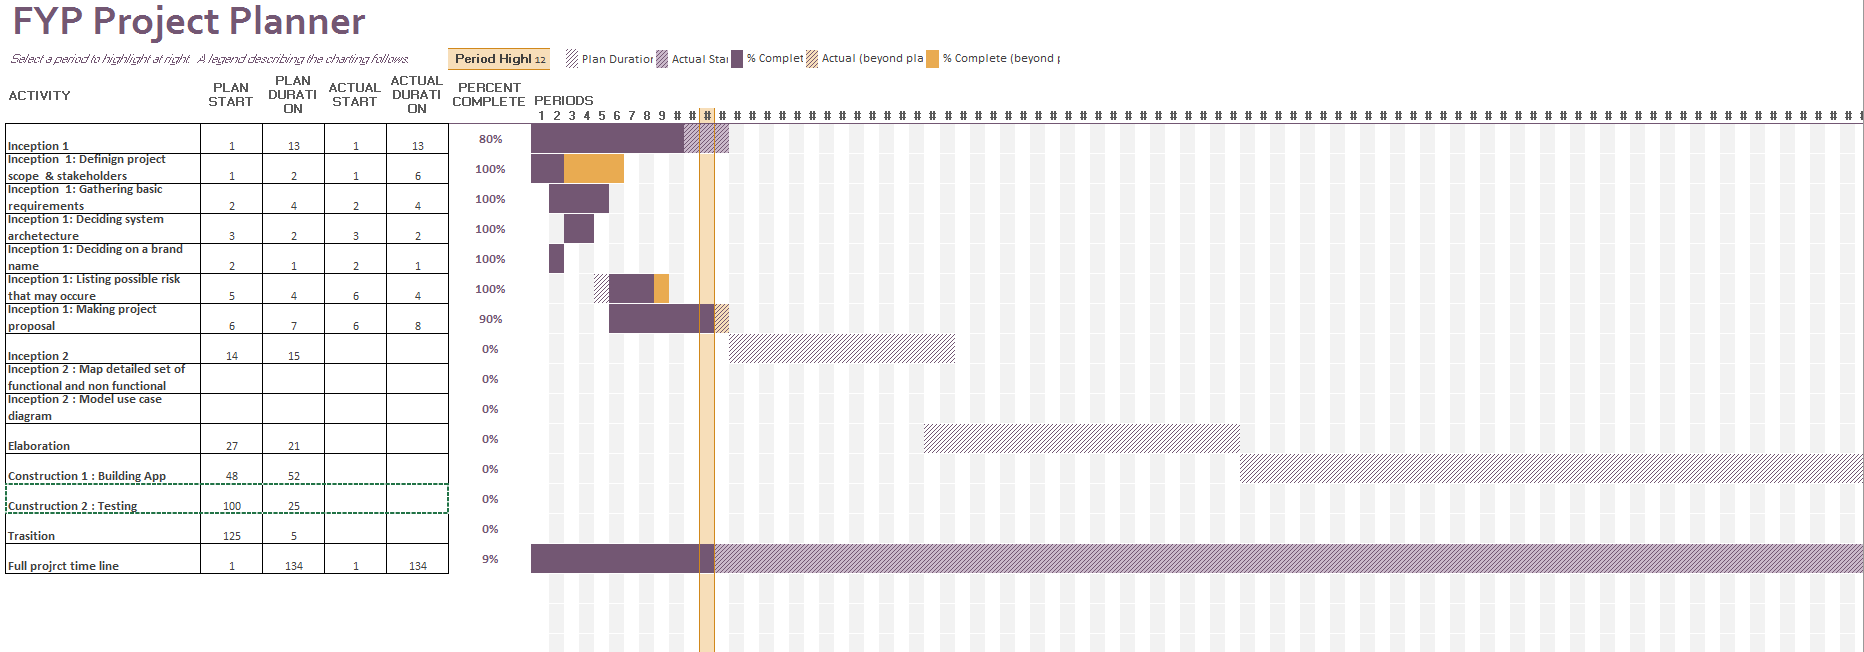 FYP Project Planner
Select a period to highlight at right. A legend describing the charting follows.
Period Highl 12
Plan Duration
Actual Star
% Complet
Actual (beyond pla
% Complete (beyond p
ACTIVITY
PLAN START
PLAN DURATI ON
ACTUAL START
ACTUAL DURATI ON
PERCENT COMPLETE
PERIODS
1 2 3 4 5 6 7 8 9 # # # # # # # # # # # # # # # # # # # # # # # # # # # # # # # # # # # # # # # # # # # # # # # # # # # # # # # # # # # # # # # # # # # # # # # # # # # # # # #
Inception 1 1 13 1 13 80%
Inception 1: Definign project
scope & stakeholders 1 2 1 6 100%
Inception 1: Gathering basic
requirements 2 4 2 4 100%
Inception 1: Deciding system
archetecture 3 2 3 2 100%
Inception 1: Deciding on a brand
name 2 1 2 1 100%
Inception 1: Listing possible risk
that may occure 5 4 6 4 100%
Inception 1: Making project
proposal 6 7 6 8 90%
Inception 2 14 15 0%
Inception 2 : Map detailed set of
functional and non functional 0%
Inception 2 : Model use case
diagram 0%
Elaboration 27 21 0%
Construction 1 : Building App 48 52 0%
Cunstruction 2 : Testing 100 25 0%
Trasition 125 5 0%
Full projrct time line 1 134 1 134 9%